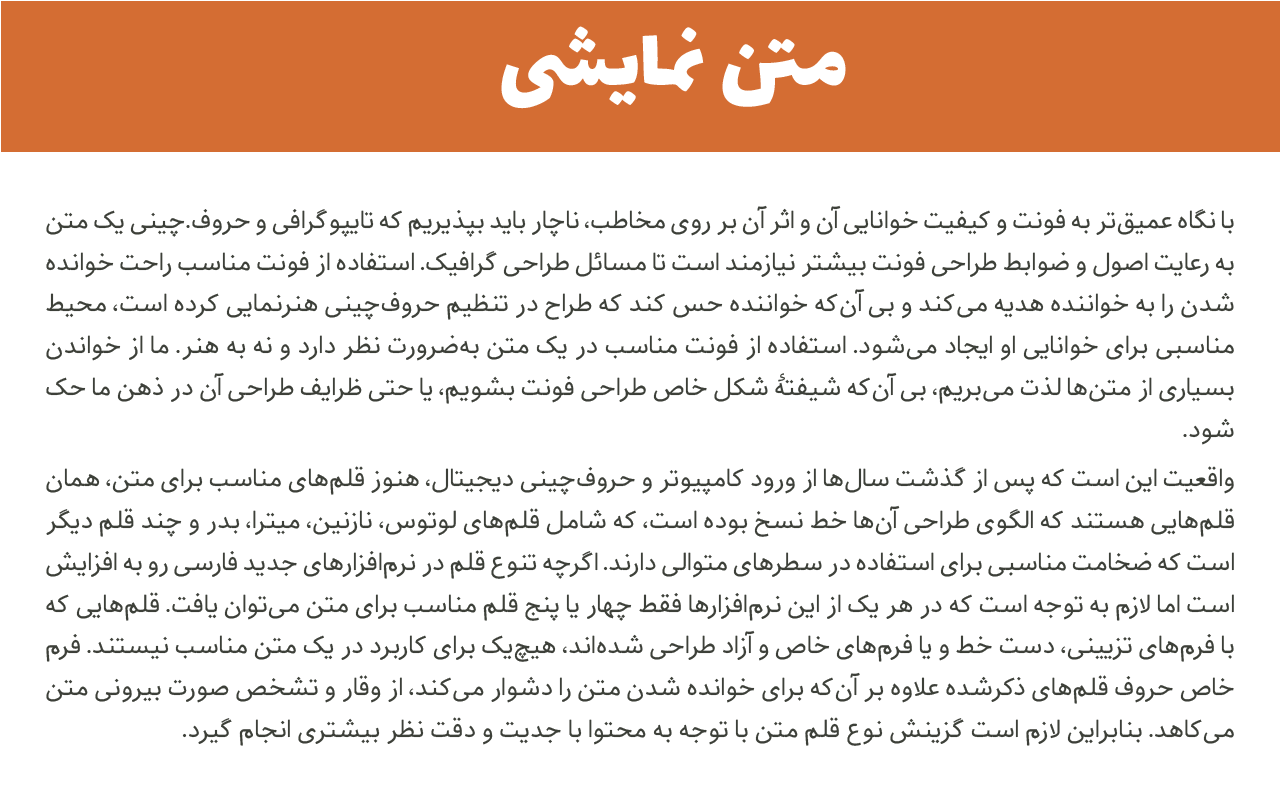 متن نمایشی
با نگاه عمیق‌تر به فونت و کیفیت خوانایی آن و اثر آن بر روی مخاطب، ناچار باید بپذیریم که تایپوگرافی و حروف.چینی یک متن
به رعایت اصول و ضوابط طراحی فونت بیشتر نیازمند است تا مسائل طراحی گرافیک. استفاده از فونت مناسب راحت خوانده
شدن را به خواننده هدیه می‌کند و بی آن‌که خواننده حس کند که طراح در تنظیم حروف‌چینی هنرنمایی کرده است، محیط
مناسبی برای خوانایی او ایجاد می‌شود. استفاده از فونت مناسب در یک متن به‌ضرورت نظر دارد و نه به هنر. ما از خواندن
بسیاری از متن‌ها لذت می‌بریم، بی آن‌که شیفتهٔ شکل خاص طراحی فونت بشویم، یا حتی ظرایف طراحی آن در ذهن ما حک
شود.
واقعیت این است که پس از گذشت سال‌ها از ورود کامپیوتر و حروف‌چینی دیجیتال، هنوز قلم‌های مناسب برای متن، همان
قلم‌هایی هستند که الگوی طراحی آن‌ها خط نسخ بوده است، که شامل قلم‌های لوتوس، نازنین، میترا، بدر و چند قلم دیگر
است که ضخامت مناسبی برای استفاده در سطرهای متوالی دارند. اگرچه تنوع قلم در نرم‌افزارهای جدید فارسی رو به افزایش
است اما لازم به توجه است که در هر یک از این نرم‌افزارها فقط چهار یا پنج قلم مناسب برای متن می‌توان یافت. قلم‌هایی که
با فرم‌های تزیینی، دست خط و یا فرم‌های خاص و آزاد طراحی شده‌اند، هیچ‌یک برای کاربرد در یک متن مناسب نیستند. فرم
خاص حروف قلم‌های ذکرشده علاوه بر آن‌که برای خوانده شدن متن را دشوار می‌کند، از وقار و تشخص صورت بیرونی متن
می‌کاهد. بنابراین لازم است گزینش نوع قلم متن با توجه به محتوا با جدیت و دقت نظر بیشتری انجام گیرد.